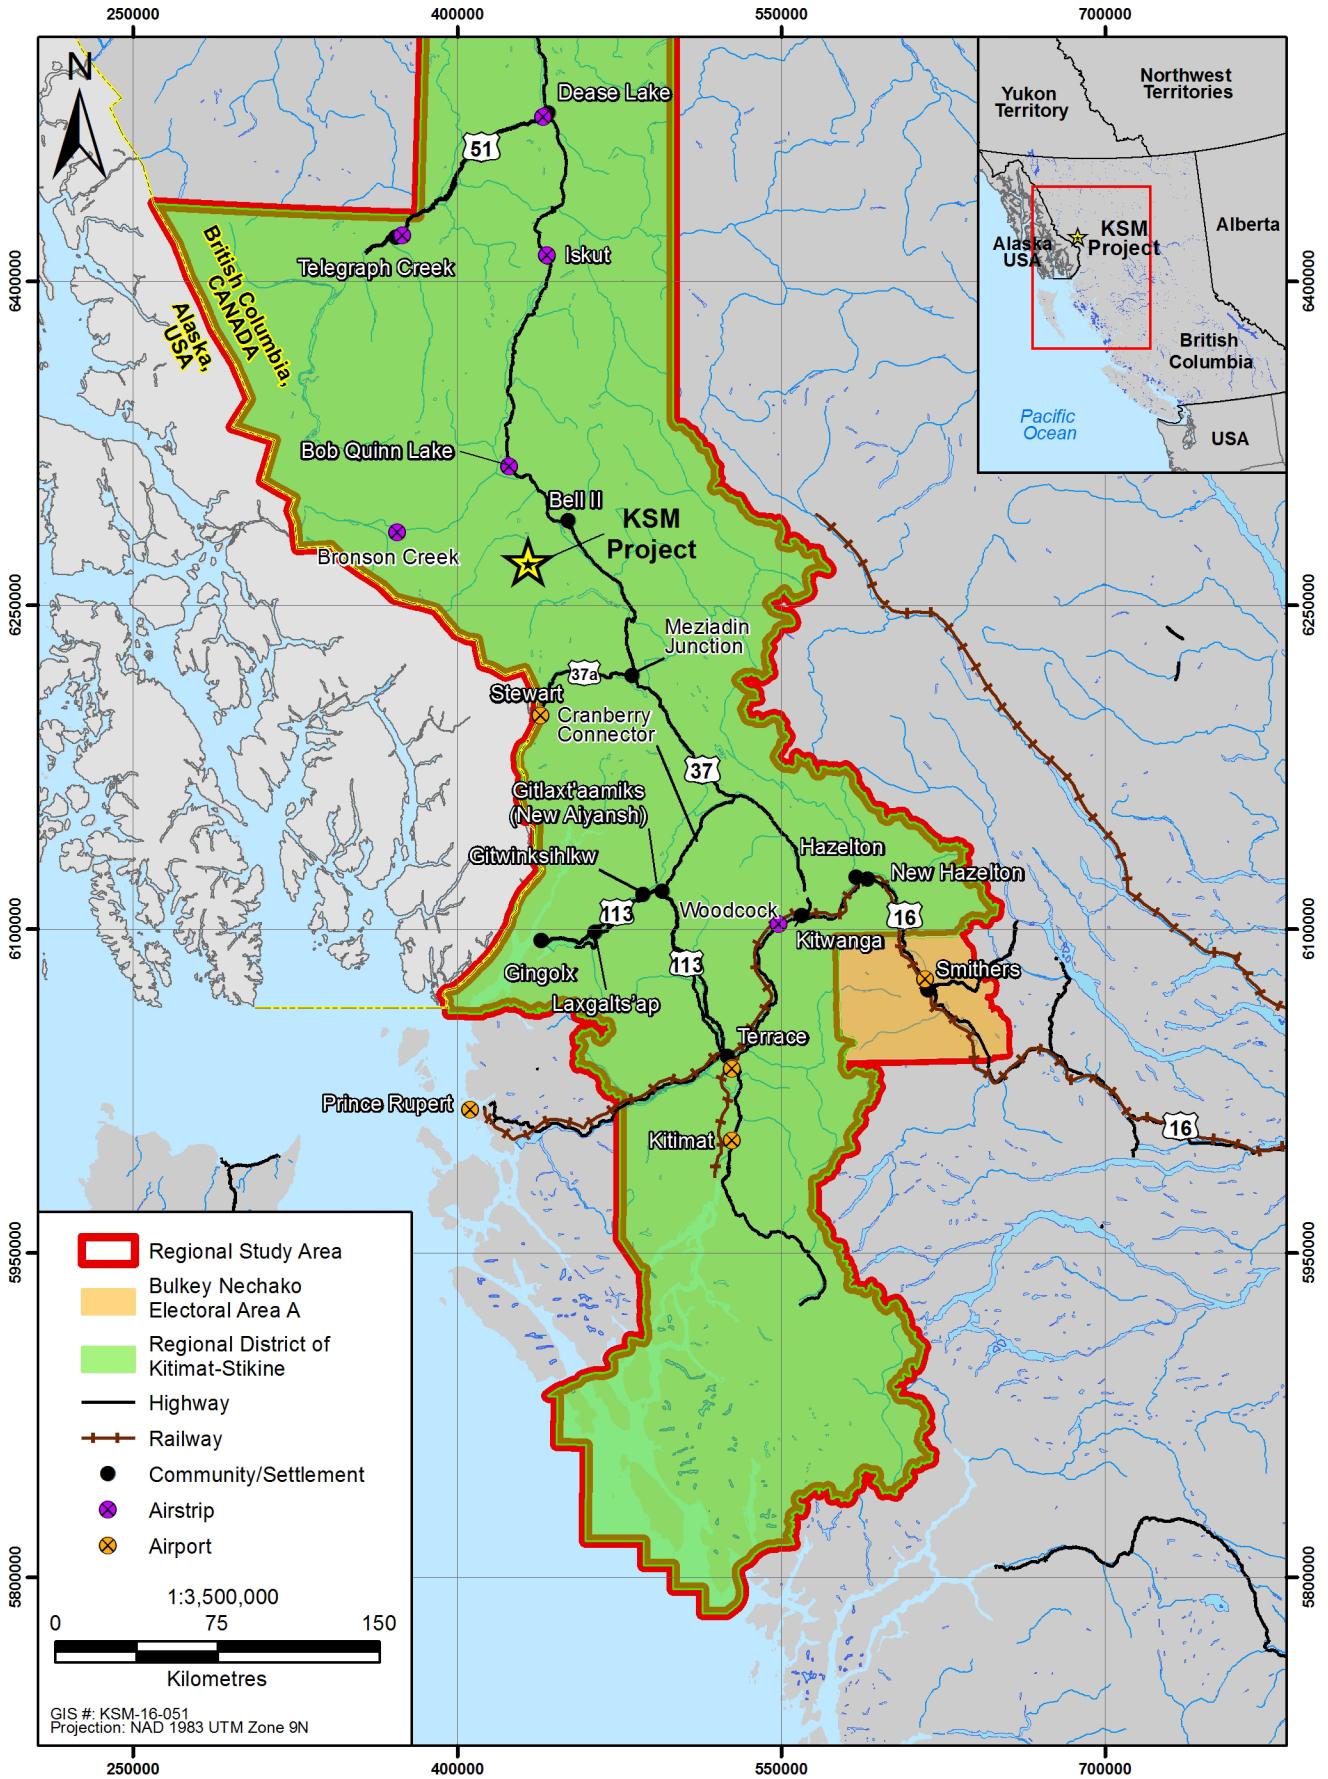 250000
400000
550000
700000
N
Dease Lake
51
Telegraph Creek
Iskut
British Columbia,
CANADA
Alaska,
USA
Bob Quinn Lake
Bell II
KSM
Project
Bronson Creek
Meziadin
Junction
37a
Stewart
Cranberry
Connector
37
Gitlaxt'aamiks
(New Aiyansh)
Gitwinksihlkw
Hazelton
New Hazelton
113
Woodcock
16
Kitwanga
113
Gingolx
Laxgalts'ap
Smithers
Terrace
Prince Rupert
Kitimat
16
Yukon
Territory
Northwest
Territories
Alaska
USA
KSM
Project
Alberta
British
Columbia
Pacific
Ocean
USA
6400000
6250000
6100000
5950000
5800000
6400000
6250000
6100000
5950000
5800000
Regional Study Area
Bulkey Nechako
Electoral Area A
Regional District of
Kitimat-Stikine
Highway
Railway
Community/Settlement
Airstrip
Airport
1:3,500,000
0 75 150
Kilometres
GIS #: KSM-16-051
Projection: NAD 1983 UTM Zone 9N
250000
400000
550000
700000